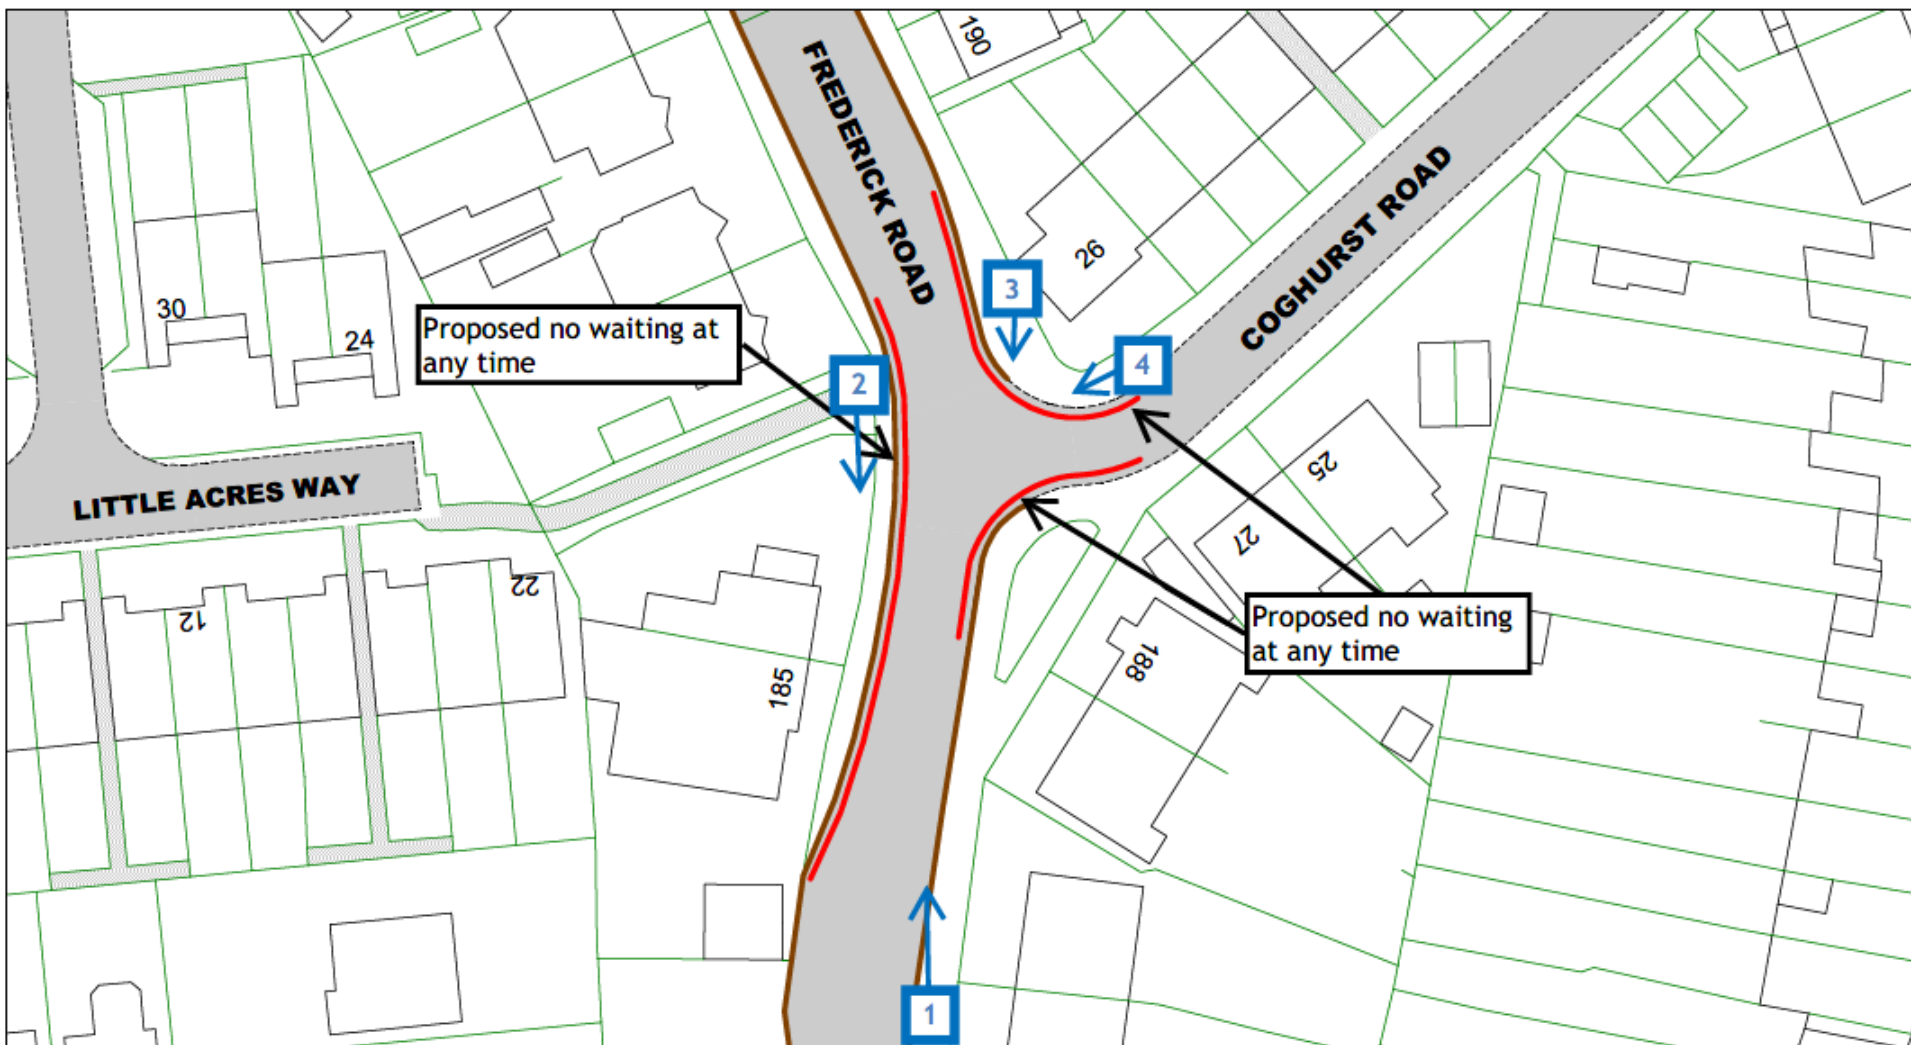 190
FREDERICK ROAD
COGHURST ROAD
26
3
30
24
Proposed no waiting at
any time
2
4
25
27
LITTLE ACRES WAY
12
22
185
188
Proposed no waiting
at any time
1